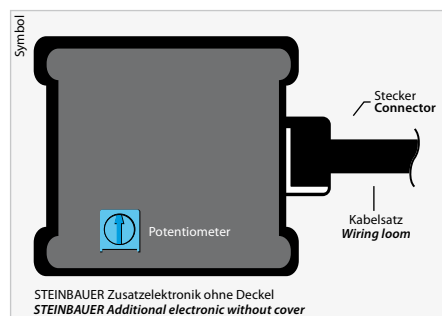 Symbol
Stecker
Connector
Potentiometer
Kabelsatz
Wiring loom
STEINBAUER Zusatzelektronik ohne Deckel
STEINBAUER Additional electronic without cover